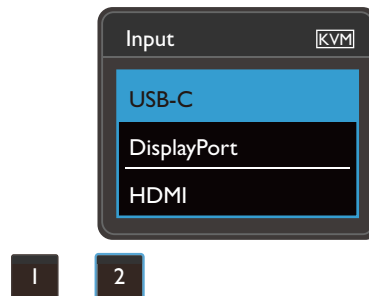 Input KVM
USB-C
DisplayPort
HDMI
1 2